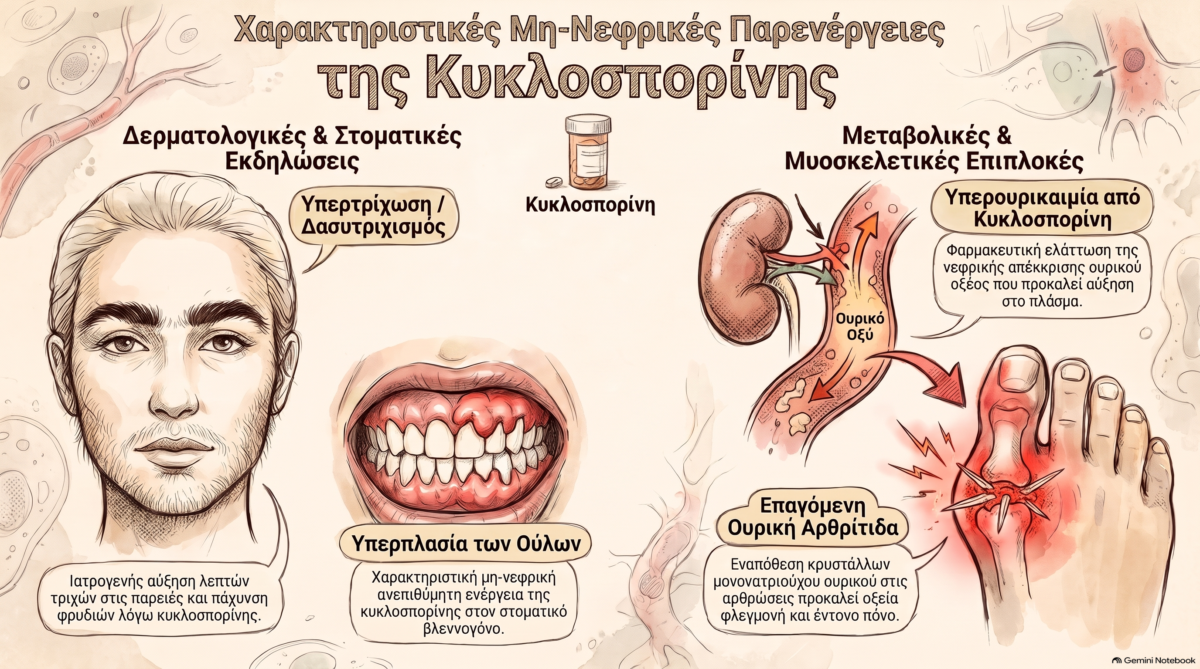 Χαρακτηριστικές Μη-Νεφρικές Παρενέργειες
της Κυκλοσπορίνης
Δερματολογικές & Στοματικές
Εκδηλώσεις
Υπερτρίχωση /
Δασυτριχισμός
Ιατρογενής αύξηση λεπτών
τριχών στις παρειές και πάχυνση
φρυδιών λόγω κυκλοσπορίνης.
Υπερπλασία των Ούλων
Χαρακτηριστική μη-νεφρική
ανεπιθύμητη ενέργεια της
κυκλοσπορίνης στον στοματικό
βλεννογόνο.
Κυκλοσπορίνη
Μεταβολικές &
Μυοσκελετικές Επιπλοκές
Υπερουρικαιμία από
Κυκλοσπορίνη
Φαρμακευτική ελάττωση της
νεφρικής απέκκρισης ουρικού
οξέος που προκαλεί αύξηση
στο πλάσμα.
Ουρικό
Οξύ
Επαγόμενη
Ουρική Αρθρίτιδα
Εναπόθεση κρυστάλλων
μονονατριούχου ουρικού στις
αρθρώσεις προκαλεί οξεία
φλεγμονή και έντονο πόνο.
Gemini Notebook